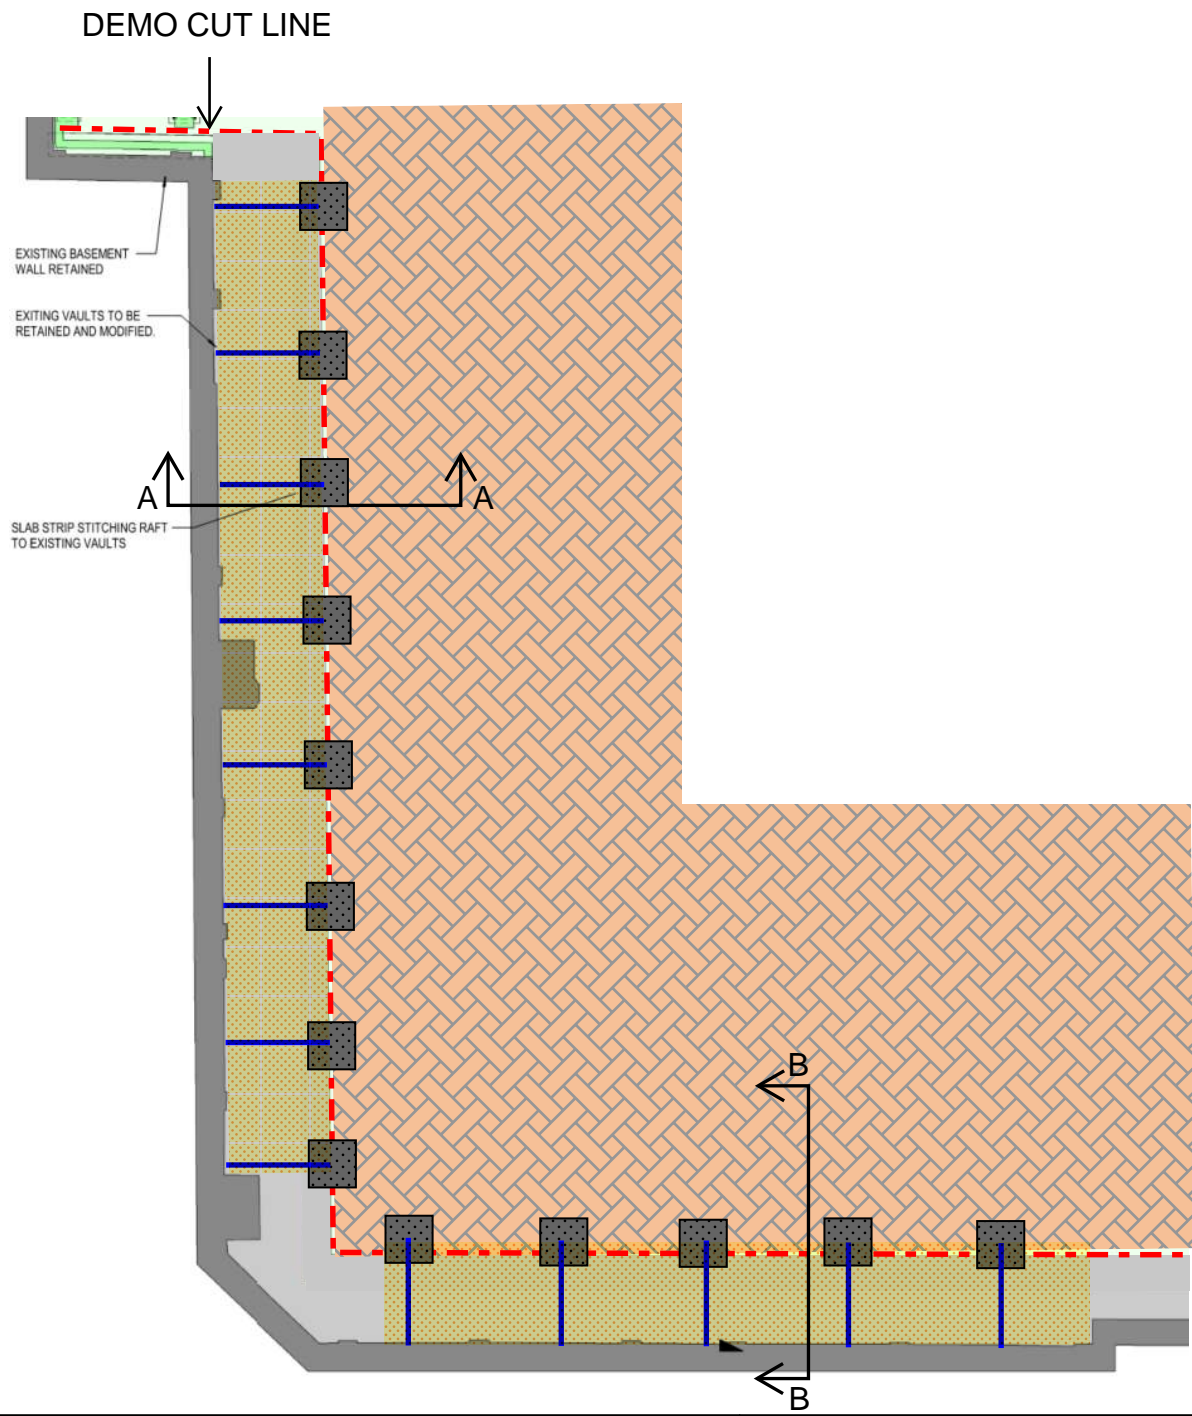 DEMO CUT LINE
EXISTING BASEMENT
WALL RETAINED
EXITING VAULTS TO BE
RETAINED AND MODIFIED.
A A
SLAB STRIP STITCHING RAFT
TO EXISTING VAULTS
B
B